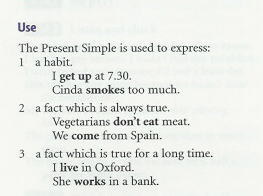 Use
The Present Simple is used to express:
1 a habit.
I get up at 7.30.
Cinda smokes too much.
2 a fact which is always true.
Vegetarians don't eat meat.
We come from Spain.
3 a fact which is true for a long time.
I live in Oxford.
She works in a bank.